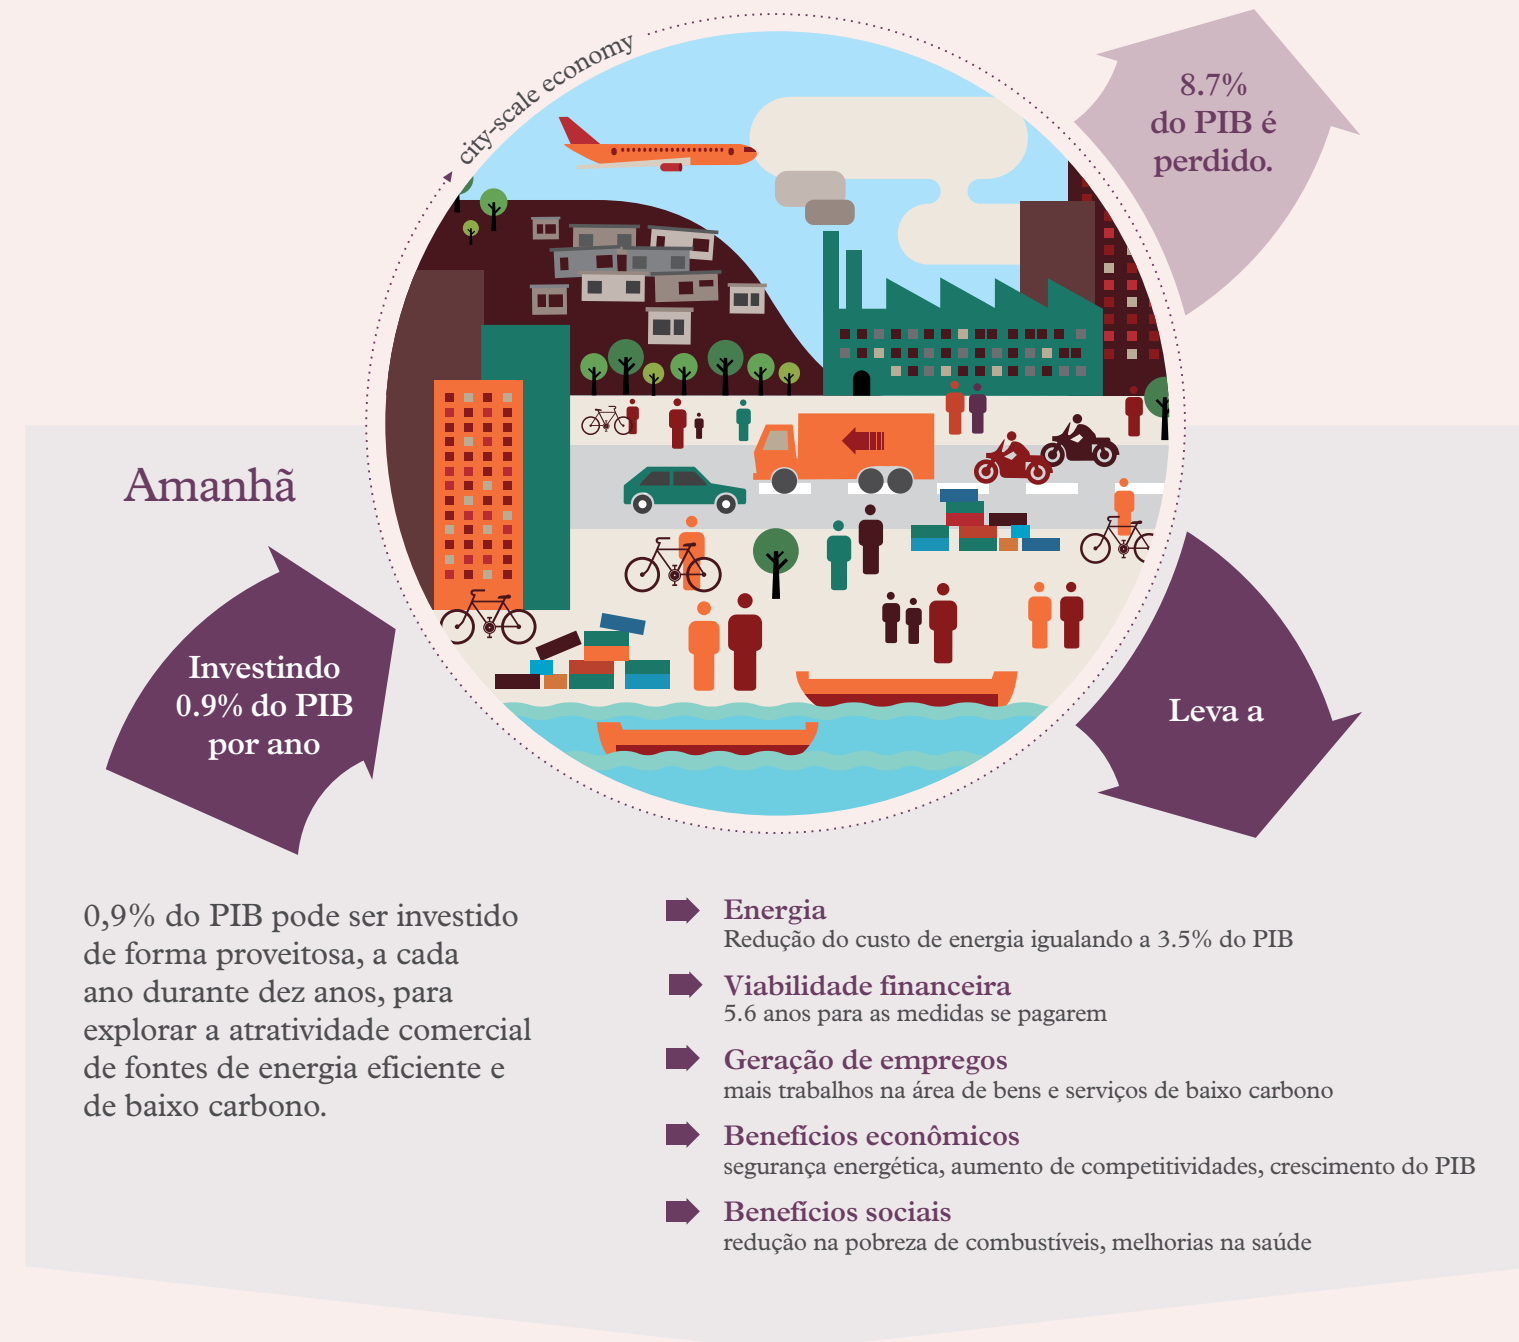 city-scale economy
8.7%
do PIB é
perdido.
Amanhã
Investindo
0.9% do PIB
por ano
Leva a
0,9% do PIB pode ser investido
de forma proveitosa, a cada
ano durante dez anos, para
explorar a atratividade comercial
de fontes de energia eficiente e
de baixo carbono.
Energia
Redução do custo de energia igualando a 3.5% do PIB
Viabilidade financeira
5.6 anos para as medidas se pagarem
Geração de empregos
mais trabalhos na área de bens e serviços de baixo carbono
Benefícios econômicos
segurança energética, aumento de competitividades, crescimento do PIB
Benefícios sociais
redução na pobreza de combustíveis, melhorias na saúde